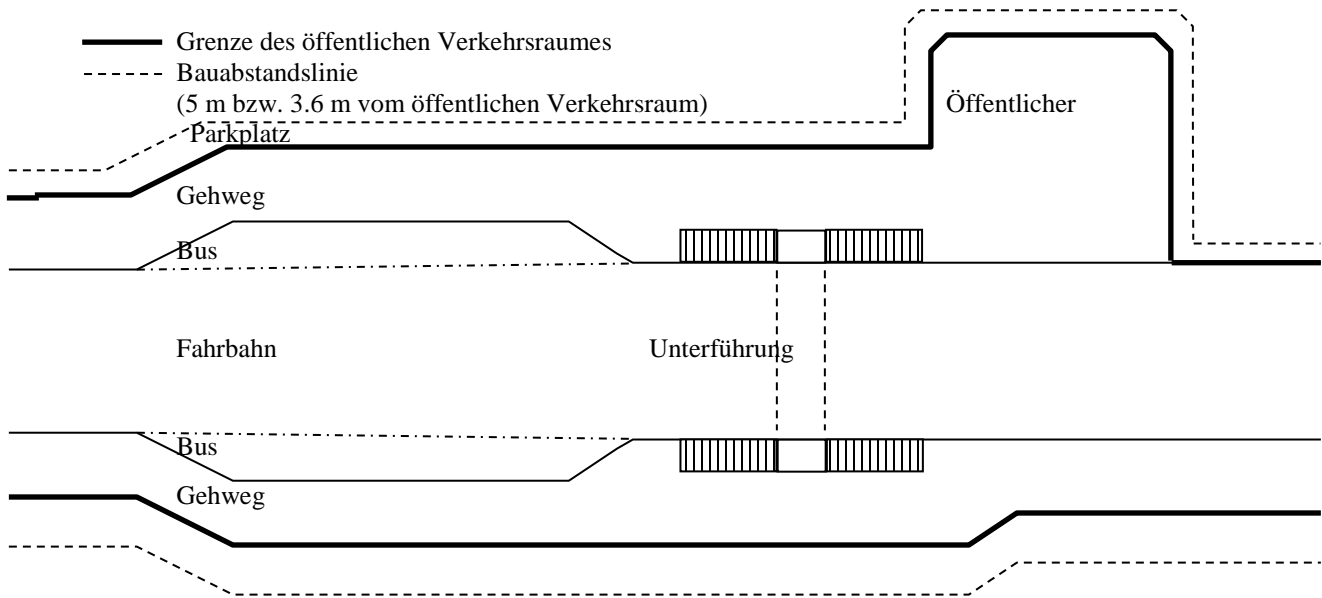 Grenze des öffentlichen Verkehrsraumes
Bauabstandslinie
(5 m bzw. 3.6 m vom öffentlichen Verkehrsraum)
Öffentlicher
Parkplatz
Gehweg
Bus
Fahrbahn
Unterführung
Bus
Gehweg